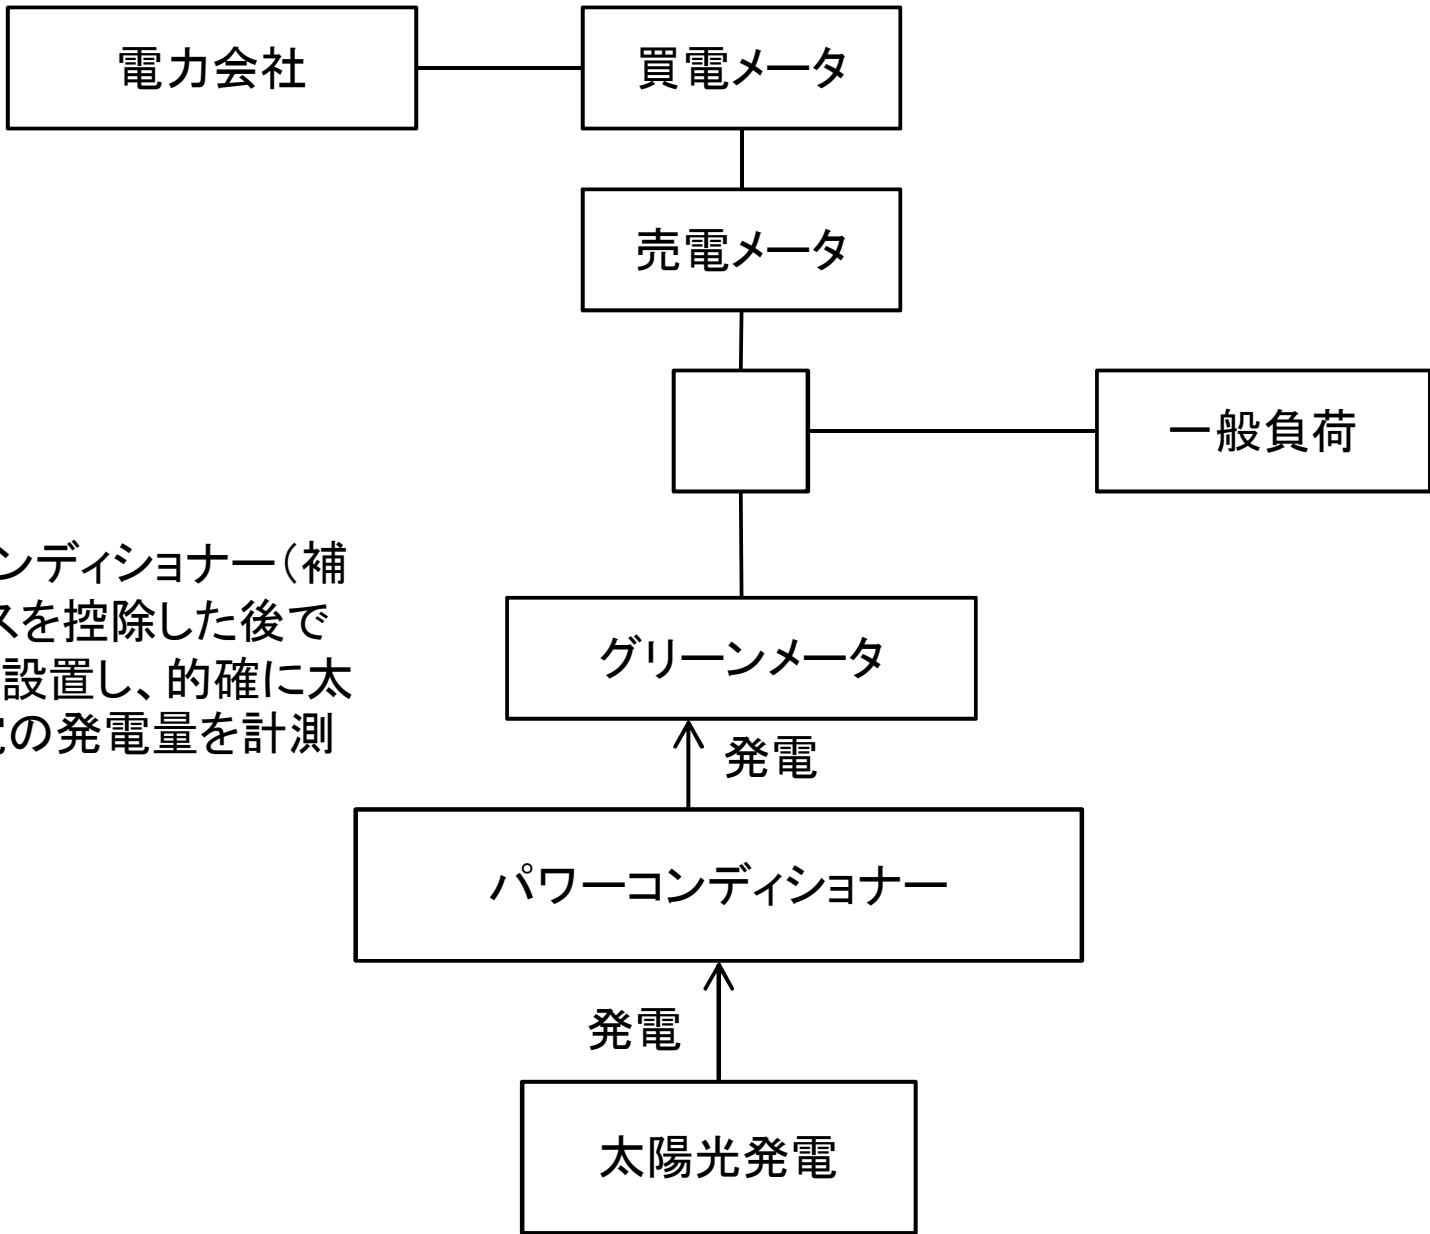 電力会社
買電メータ
売電メータ
一般負荷
ンディショナー(補
スを控除した後で
設置し、的確に太
電の発電量を計測
グリーンメータ
発電
パワーコンディショナー
発電
太陽光発電